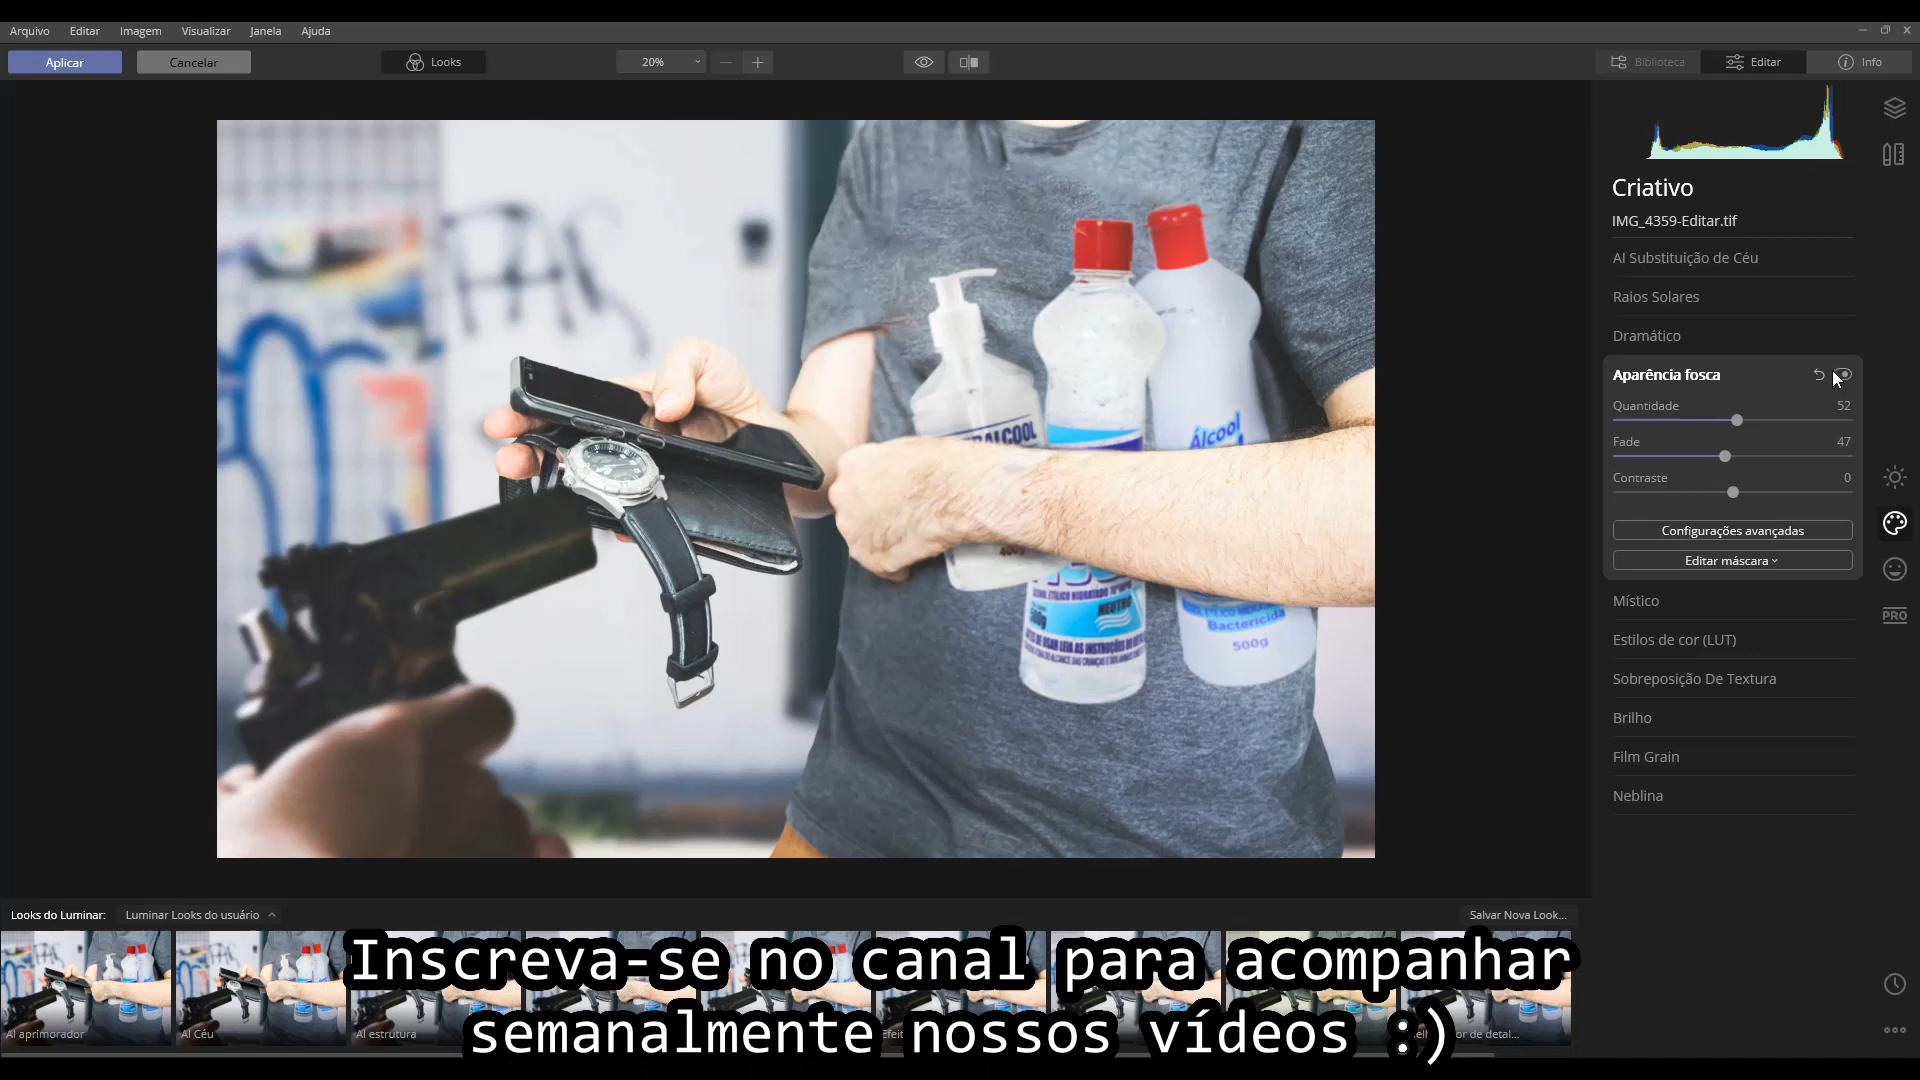 Arquivo Editar Imagem Visualizar Janela Ajuda
Aplicar Cancelar Looks 20% Biblioteca Editar Info
Criativo
IMG_4359-Editar.tif
AI Substituição de Céu
Raios Solares
Dramático
Aparência fosca
Quantidade 52
Fade 47
Contraste 0
Configurações avançadas
Editar máscara
Místico
Estilos de cor (LUT)
Sobreposição De Textura
Brilho
Film Grain
Neblina
PRO
Álcool
NEUTRO
500g
Bactericida
500g
Looks do Luminar: Luminar Looks do usuário Salvar Nova Look...
Inscreva-se no canal para acompanhar
semanalmente nossos vídeos :)
AI aprimorador AI Céu AI estrutura